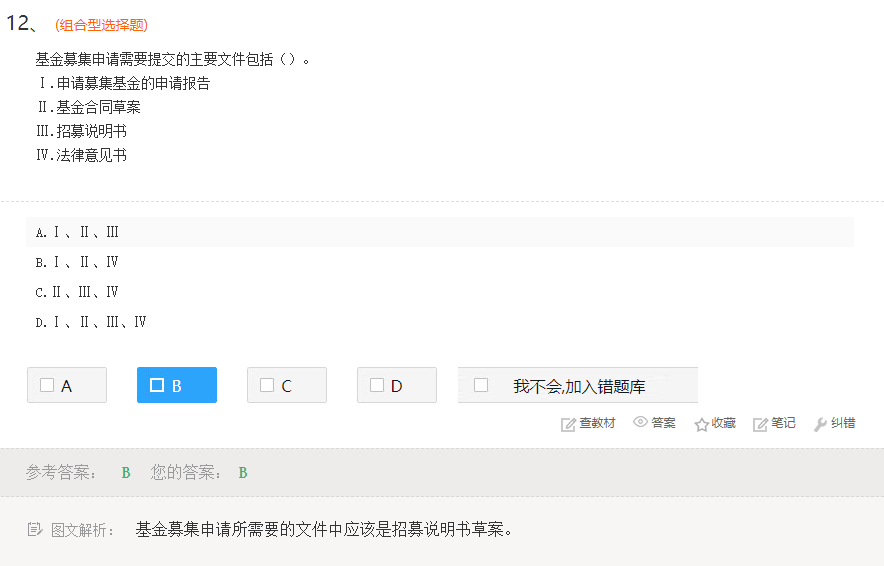 12、 (组合型选择题)
基金募集申请需要提交的主要文件包括（）。
Ⅰ.申请募集基金的申请报告
Ⅱ.基金合同草案
Ⅲ.招募说明书
Ⅳ.法律意见书
A.Ⅰ、Ⅱ、Ⅲ
B.Ⅰ、Ⅱ、Ⅳ
C.Ⅱ、Ⅲ、Ⅳ
D.Ⅰ、Ⅱ、Ⅲ、Ⅳ
A B C D 我不会,加入错题库
查教材 答案 收藏 笔记 纠错
参考答案： B 您的答案： B
图文解析： 基金募集申请所需要的文件中应该是招募说明书草案。